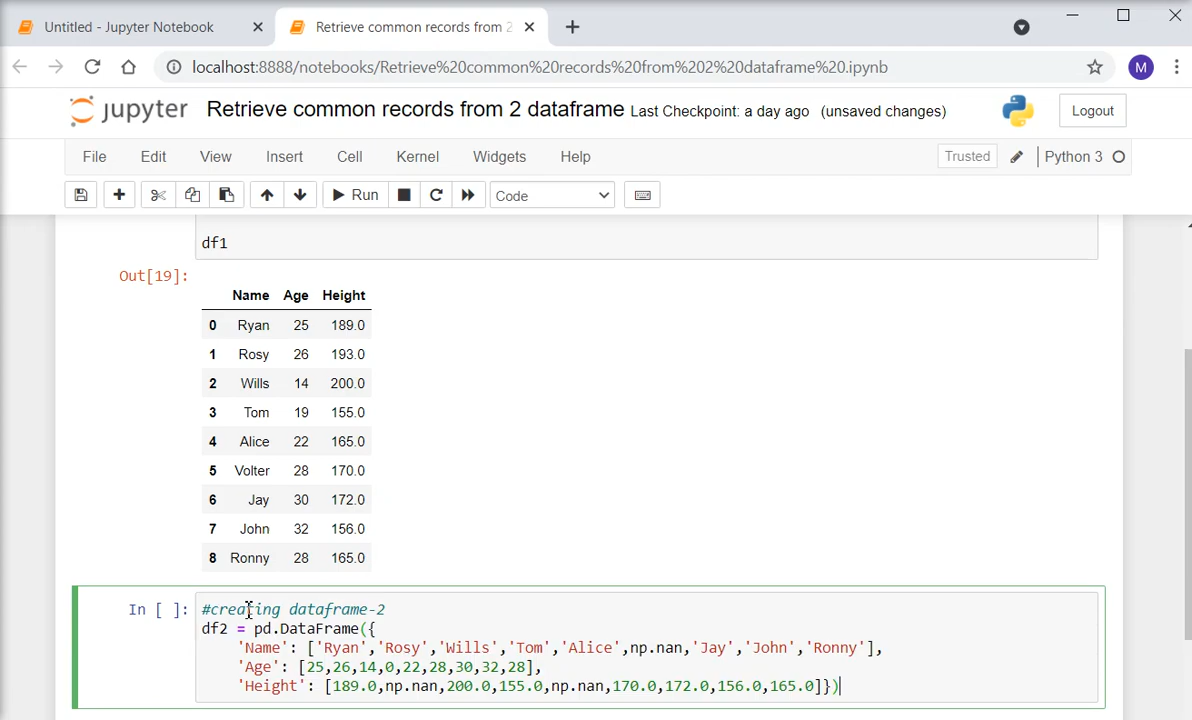 Untitled - Jupyter Notebook
Retrieve common records from 2
localhost:8888/notebooks/Retrieve%20common%20records%20from%202%20dataframe%20.ipynb
M
jupyter Retrieve common records from 2 dataframe Last Checkpoint: a day ago (unsaved changes)
Logout
File Edit View Insert Cell Kernel Widgets Help
Trusted
Python 3
Run
Code
df1
Out[19]:
Name Age Height
0 Ryan 25 189.0
1 Rosy 26 193.0
2 Wills 14 200.0
3 Tom 19 155.0
4 Alice 22 165.0
5 Volter 28 170.0
6 Jay 30 172.0
7 John 32 156.0
8 Ronny 28 165.0
In [ ]: #creating dataframe-2
df2 = pd.DataFrame({
'Name': ['Ryan','Rosy','Wills','Tom','Alice',np.nan,'Jay','John','Ronny'],
'Age': [25,26,14,0,22,28,30,32,28],
'Height': [189.0,np.nan,200.0,155.0,np.nan,170.0,172.0,156.0,165.0]})